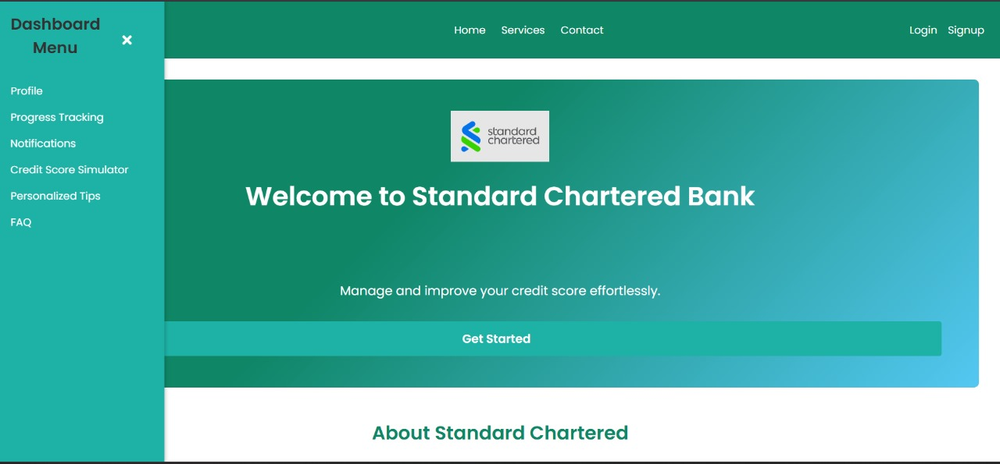 Dashboard
Menu
Profile
Progress Tracking
Notifications
Credit Score Simulator
Personalized Tips
FAQ
Home Services Contact
Login Signup
standard
chartered
Welcome to Standard Chartered Bank
Manage and improve your credit score effortlessly.
Get Started
About Standard Chartered